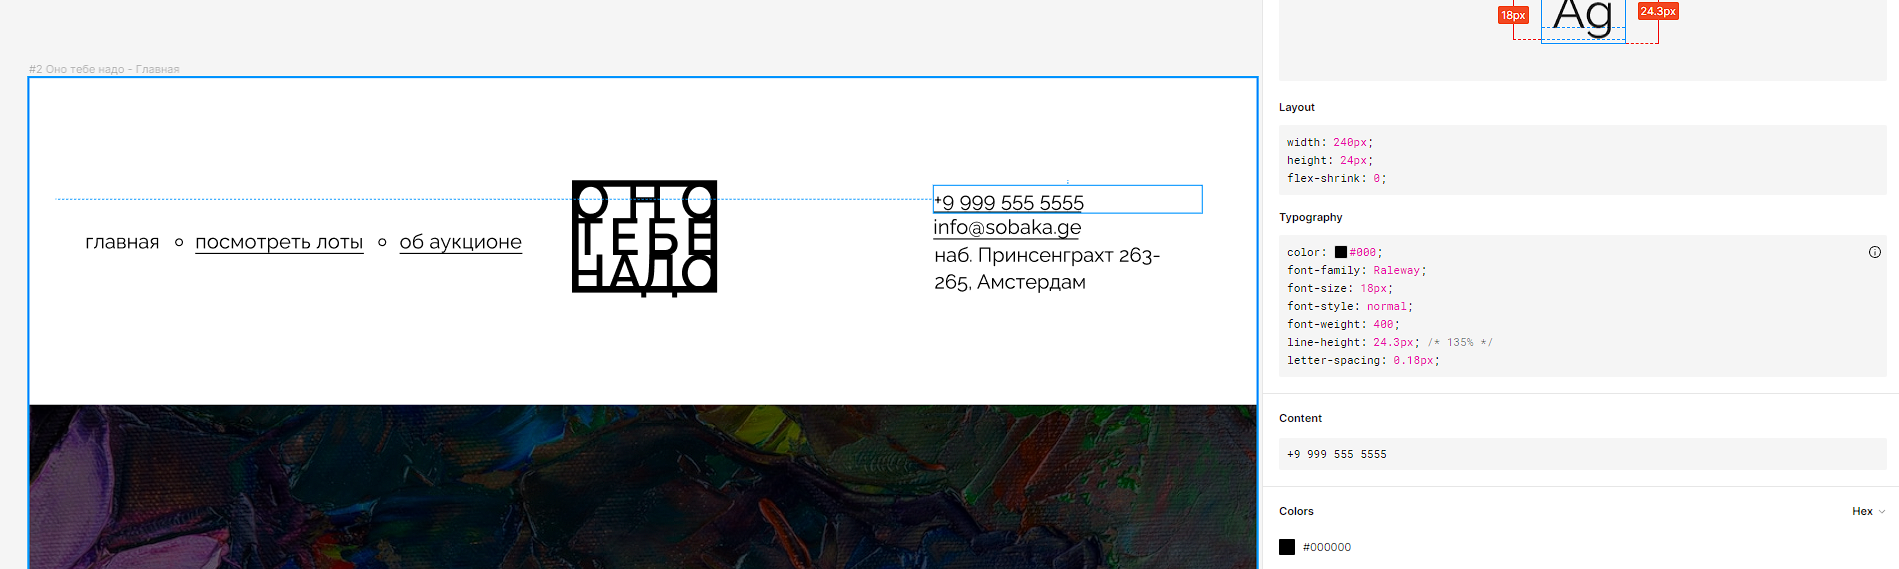 #2 Оно тебе надо - Главная
главная
посмотреть лоты
об аукционе
ОНО
ТЕБЕ
НАДО
+9 999 555 5555
info@sobaka.ge
наб. Принсенграхт 263-
265, Амстердам
18px
Ag
24.3px
Layout
width: 240px;
height: 24px;
flex-shrink: 0;
Typography
color: #000;
font-family: Raleway;
font-size: 18px;
font-style: normal;
font-weight: 400;
line-height: 24.3px; /* 135% */
letter-spacing: 0.18px;
Content
+9 999 555 5555
Colors
Hex
#000000